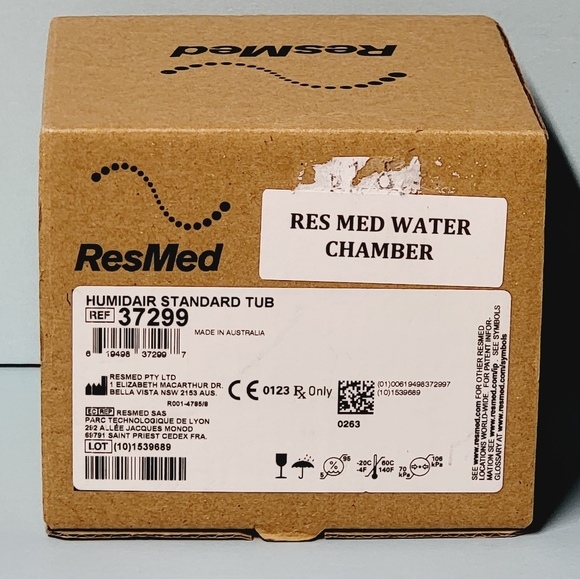 ResMed
ResMed
RES MED WATER
CHAMBER
HUMIDAIR STANDARD TUB
REF 37299
6 19498 37299 7
MADE IN AUSTRALIA
RESMED PTY LTD
1 ELIZABETH MACARTHUR DR.
BELLA VISTA NSW 2153 AUS.
R001-4785/8
CE 0123 Rx Only
(01)00619498372997
(10)1539689
0263
EC REP RESMED SAS
PARC TECHNOLOGIQUE DE LYON
292 ALLÉE JACQUES MONOD
69791 SAINT PRIEST CEDEX FRA.
LOT (10)1539689
5 % 95
-20C 60C
-4F 140F
70 kPa 106 kPa
www.resmed.com FOR OTHER RESMED
LOCATIONS WORLD-WIDE. FOR PATENT INFOR-
MATION SEE www.resmed.com/ip . SEE SYMBOLS
GLOSSARY AT www.resmed.com/symbols